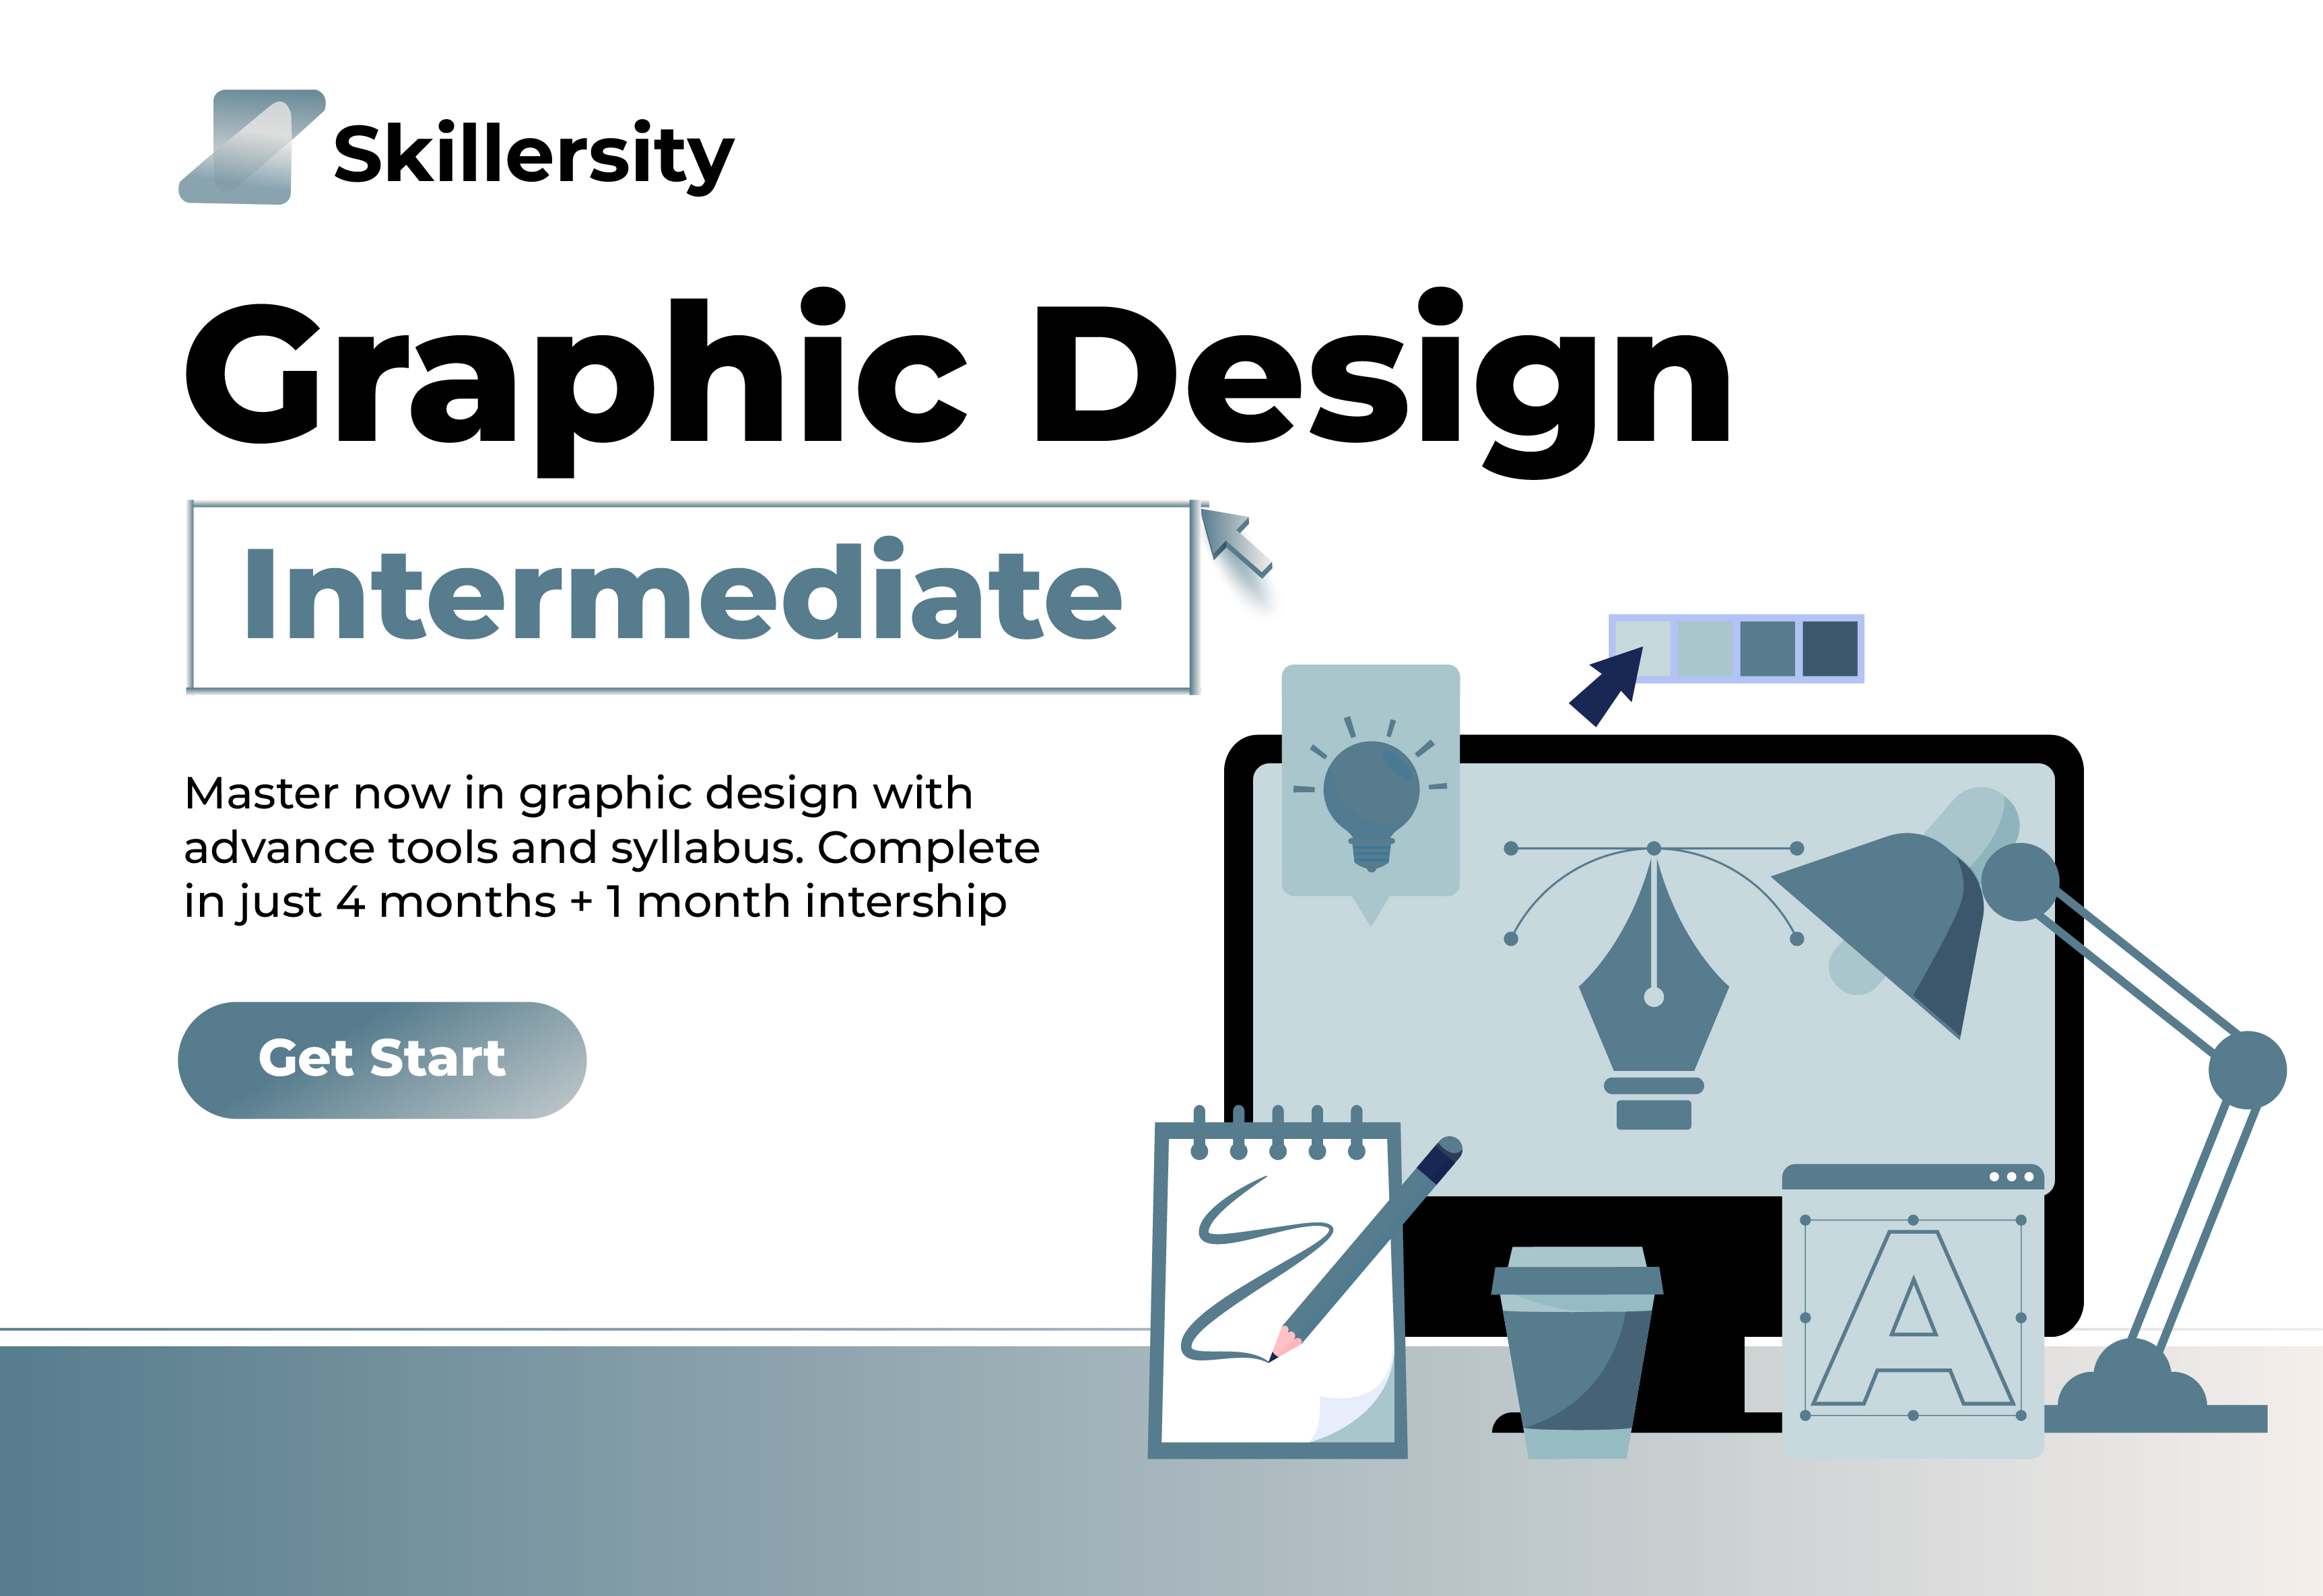 Skillersity
Graphic Design
Intermediate
Master now in graphic design with
advance tools and syllabus. Complete
in just 4 months + 1 month intership
Get Start
A